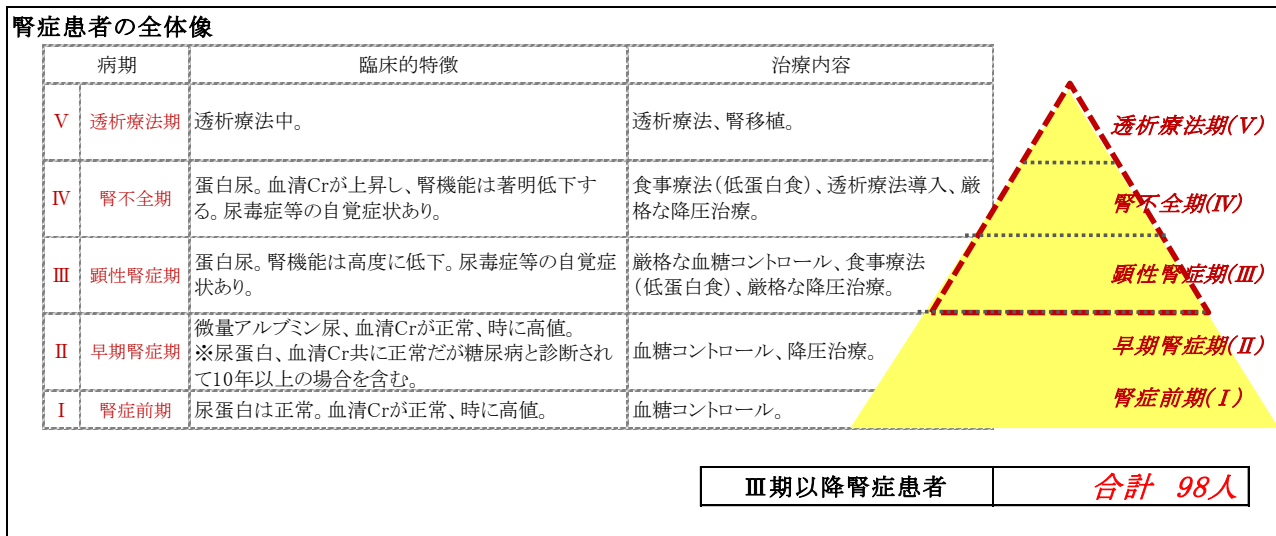 腎症患者の全体像
病期 臨床的特徴 治療内容
Ⅴ 透析療法期 透析療法中。 透析療法、腎移植。
Ⅳ 腎不全期 蛋白尿。血清Crが上昇し、腎機能は著明低下す
る。尿毒症等の自覚症状あり。 食事療法(低蛋白食)、透析療法導入、厳
格な降圧治療。
Ⅲ 顕性腎症期 蛋白尿。腎機能は高度に低下。尿毒症等の自覚症
状あり。 厳格な血糖コントロール、食事療法
(低蛋白食)、厳格な降圧治療。
Ⅱ 早期腎症期 微量アルブミン尿、血清Crが正常、時に高値。
※尿蛋白、血清Cr共に正常だが糖尿病と診断され
て10年以上の場合を含む。 血糖コントロール、降圧治療。
Ⅰ 腎症前期 尿蛋白は正常。血清Crが正常、時に高値。 血糖コントロール。
透析療法期(Ⅴ)
腎不全期(Ⅳ)
顕性腎症期(Ⅲ)
早期腎症期(Ⅱ)
腎症前期(Ⅰ)
Ⅲ期以降腎症患者 合計 98人